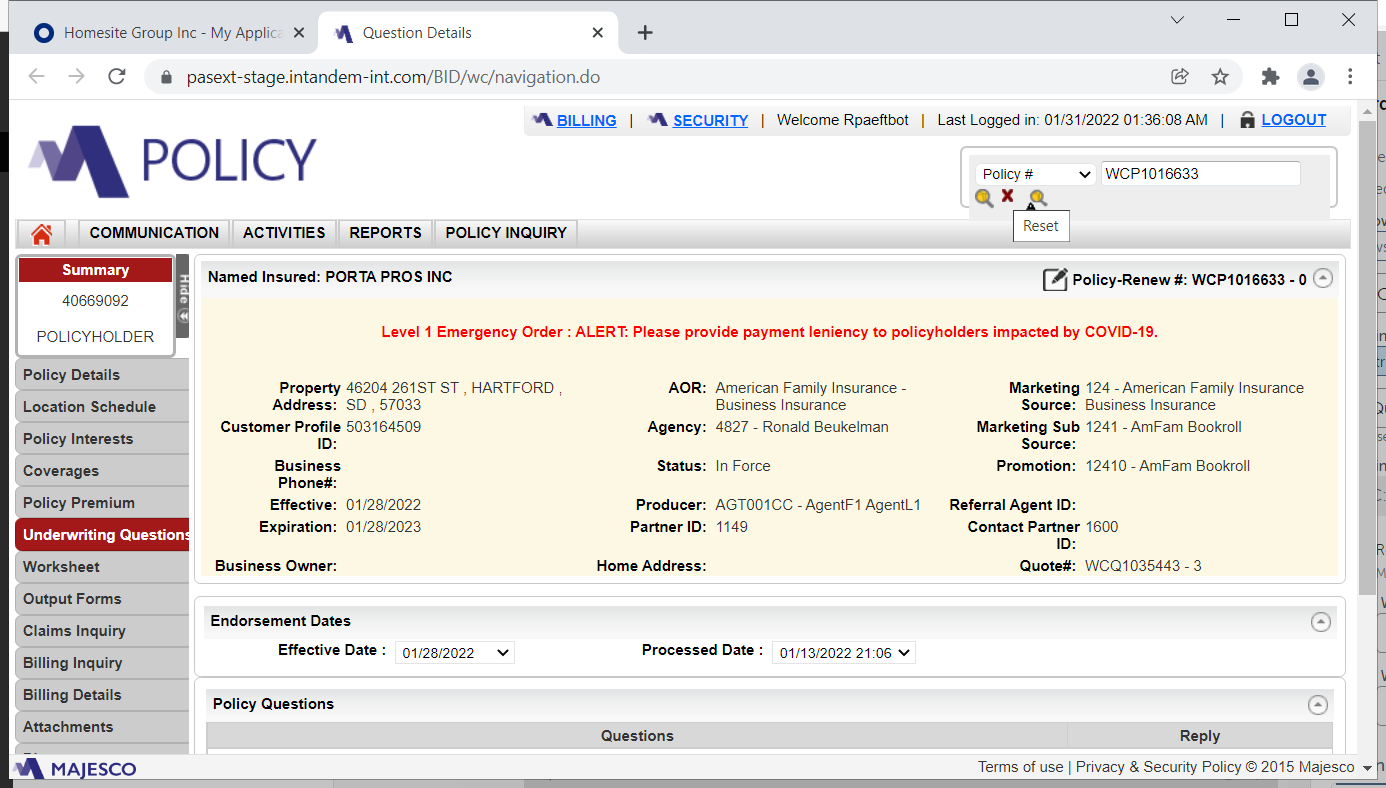 Homesite Group Inc - My Applica
Question Details
pasext-stage.intandem-int.com/BID/wc/navigation.do
BILLING | SECURITY | Welcome Rpaeftbot | Last Logged in: 01/31/2022 01:36:08 AM | LOGOUT
POLICY
Policy # WCP1016633
Reset
COMMUNICATION ACTIVITIES REPORTS POLICY INQUIRY
Summary
40669092
POLICYHOLDER
Hide
Policy Details
Location Schedule
Policy Interests
Coverages
Policy Premium
Underwriting Questions
Worksheet
Output Forms
Claims Inquiry
Billing Inquiry
Billing Details
Attachments
Named Insured: PORTA PROS INC
Policy-Renew #: WCP1016633 - 0
Level 1 Emergency Order : ALERT: Please provide payment leniency to policyholders impacted by COVID-19.
Property Address: 46204 261ST ST , HARTFORD ,
SD , 57033
AOR: American Family Insurance -
Business Insurance
Marketing Source: 124 - American Family Insurance
Business Insurance
Customer Profile ID: 503164509
Agency: 4827 - Ronald Beukelman
Marketing Sub Source: 1241 - AmFam Bookroll
Business Phone#:
Status: In Force
Promotion: 12410 - AmFam Bookroll
Effective: 01/28/2022
Producer: AGT001CC - AgentF1 AgentL1
Referral Agent ID:
Expiration: 01/28/2023
Partner ID: 1149
Contact Partner ID: 1600
Business Owner:
Home Address:
Quote#: WCQ1035443 - 3
Endorsement Dates
Effective Date : 01/28/2022
Processed Date : 01/13/2022 21:06
Policy Questions
Questions Reply
MAJESCO
Terms of use | Privacy & Security Policy © 2015 Majesco